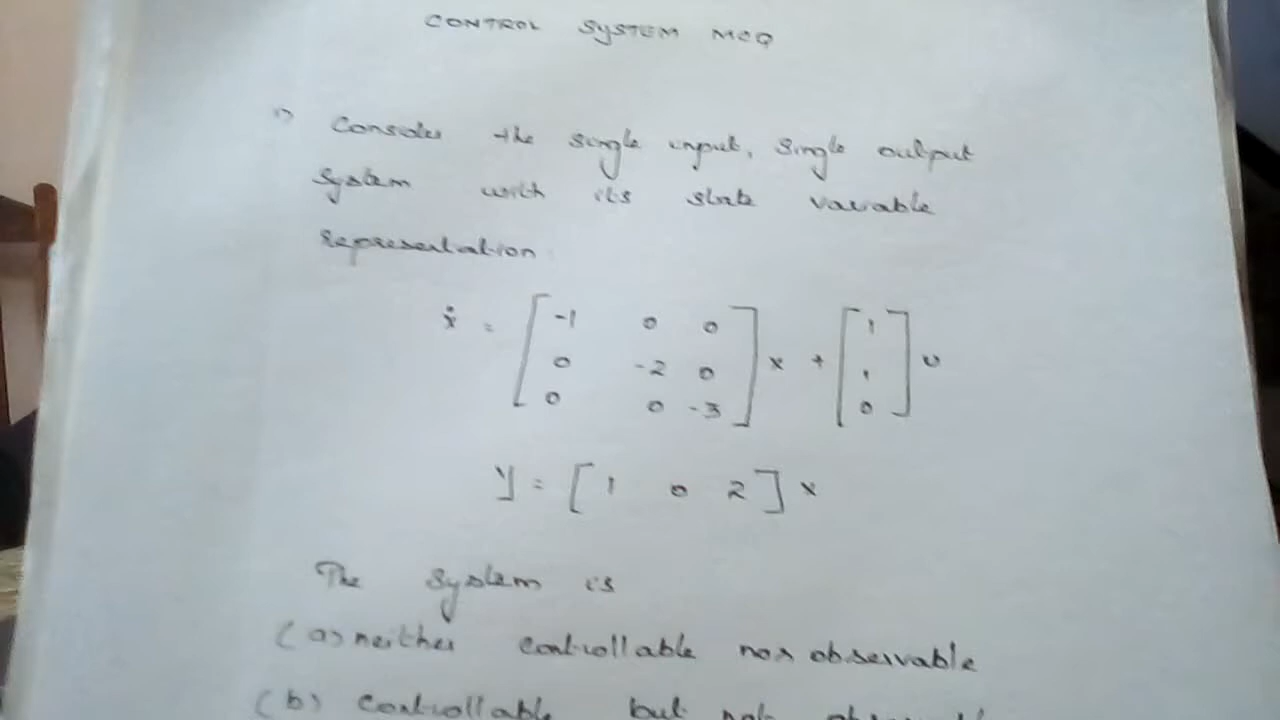 CONTROL SYSTEM MCQ
1) Consider the single input, single output
system with its state variable
representation
ẋ = [ -1 0 0 ] x + [ 1 ] u
0 -2 0 1
0 0 -3 0
y = [ 1 0 2 ] x
The system is
(a) neither controllable nor observable
(b) controllable but not